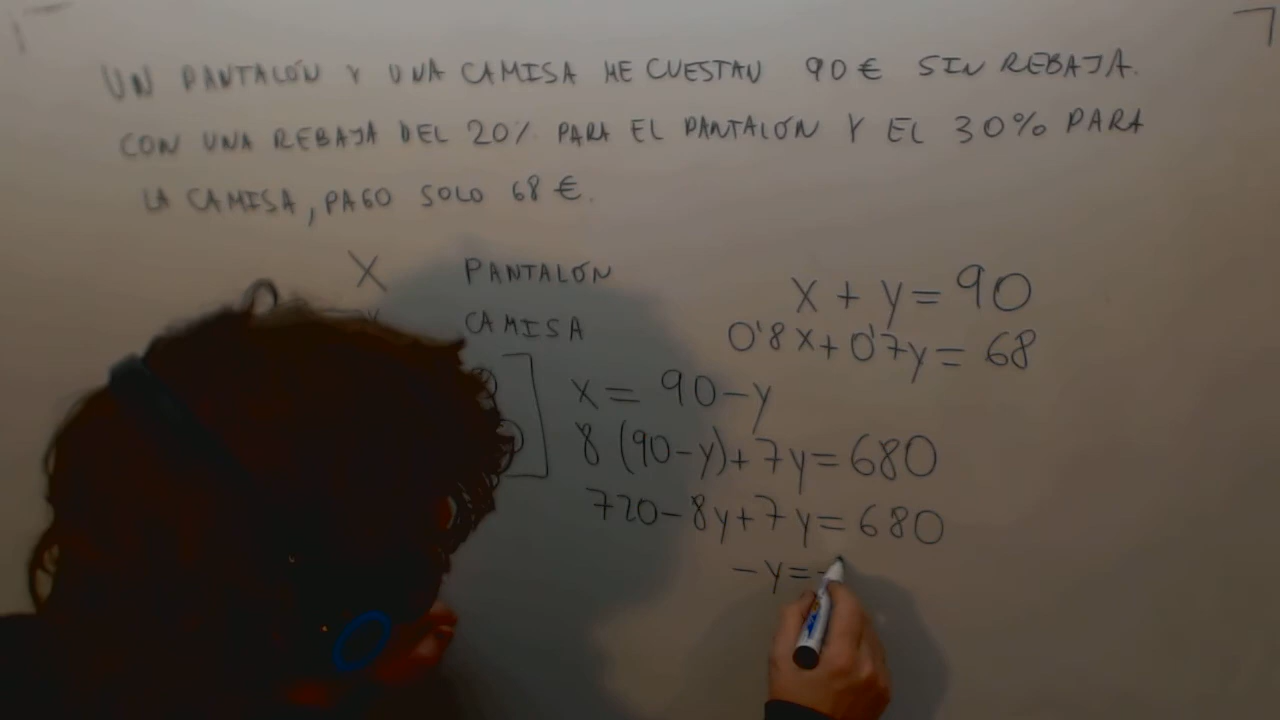 UN PANTALÓN Y UNA CAMISA ME CUESTAN 90 € SIN REBAJA.
CON UNA REBAJA DEL 20% PARA EL PANTALÓN Y EL 30% PARA
LA CAMISA, PAGO SOLO 68 €.
X PANTALÓN
CAMISA
x + y = 90
0'8x + 0'7y = 68
x = 90 - y
8 (90 - y) + 7y = 680
720 - 8y + 7y = 680
- y = -